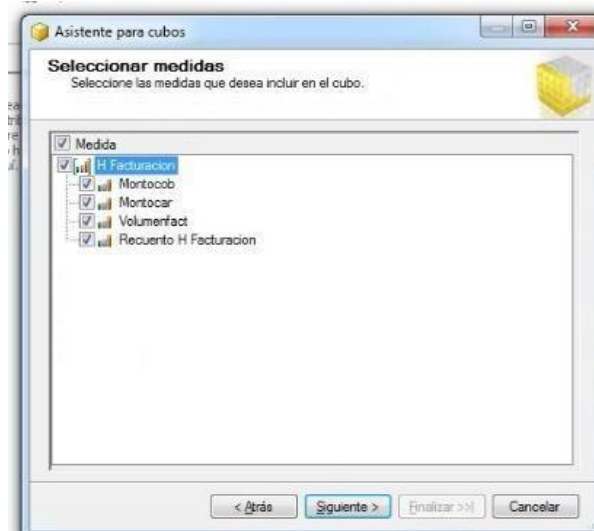 Asistente para cubos
Seleccionar medidas
Seleccione las medidas que desea incluir en el cubo.
Medida
H Facturacion
Montocob
Montocar
Volumenfact
Recuento H Facturacion
< Atrás
Siguiente >
Finalizar >>|
Cancelar